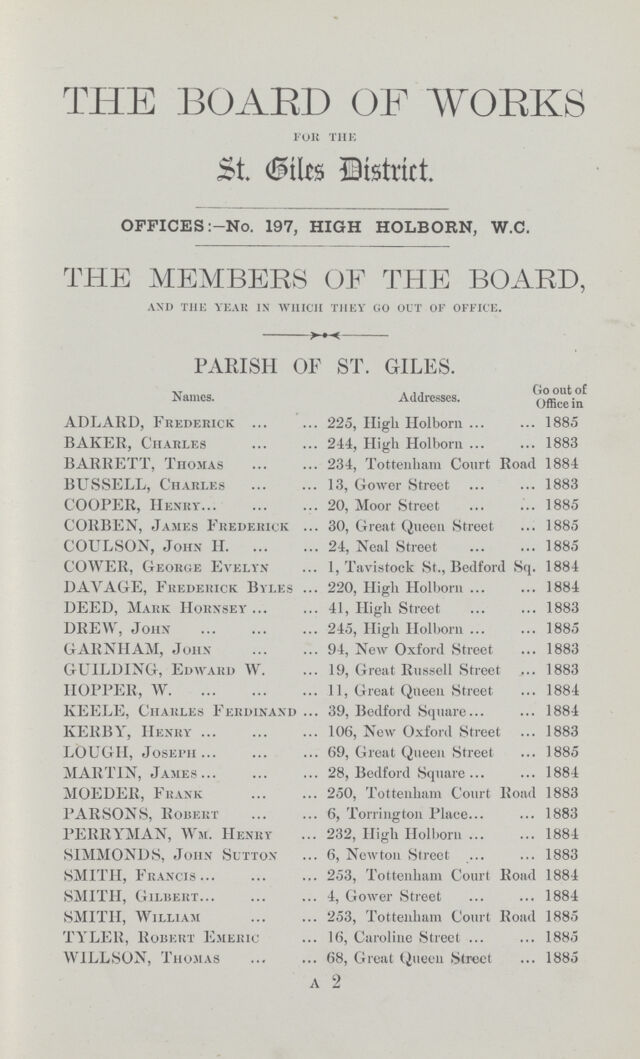 THE BOARD OF WORKS
FOR THE
St. Giles District.
OFFICES:—No. 197, HIGH HOLBORN, W.C.
THE MEMBERS OF THE BOARD,
AND THE YEAR IN WHICH THEY GO OUT OF OFFICE.
PARISH OF ST. GILES.
Names. Addresses. Go out of Office in
ADLARD, Frederick ... ... 225, High Holborn ... ... 1885
BAKER, Charles ... ... 244, High Holborn ... ... 1883
BARRETT, Thomas ... ... 234, Tottenham Court Road 1884
BUSSELL, Charles ... ... 13, Gower Street ... ... 1883
COOPER, Henry... ... ... 20, Moor Street ... ... 1885
CORBEN, James Frederick ... 30, Great Queen Street ... 1885
COULSON, John H. ... ... 24, Neal Street ... ... 1885
COWER, George Evelyn ... 1, Tavistock St., Bedford Sq. 1884
DAVAGE, Frederick Byles ... 220, High Holborn ... ... 1884
DEED, Mark Hornsey ... ... 41, High Street ... ... 1883
DREW, John ... ... ... 245, High Holborn ... ... 1885
GARNHAM, John ... ... 94, New Oxford Street ... 1883
GUILDING, Edward W. ... 19, Great Russell Street ... 1883
HOPPER, W. ... ... ... 11, Great Queen Street ... 1884
KEELE, Charles Ferdinand ... 39, Bedford Square... ... 1884
KERBY, Henry ... ... ... 106, New Oxford Street ... 1883
LOUGH, Joseph ... ... ... 69, Great Queen Street ... 1885
MARTIN, James ... ... ... 28, Bedford Square ... ... 1884
MOEDER, Frank ... ... 250, Tottenham Court Road 1883
PARSONS, Robert ... ... 6, Torrington Place... ... 1883
PERRYMAN, Wm. Henry ... 232, High Holborn ... ... 1884
SIMMONDS, John Sutton ... 6, Newton Street ... ... 1883
SMITH, Francis ... ... ... 253, Tottenham Court Road 1884
SMITH, Gilbert... ... ... 4, Gower Street ... ... 1884
SMITH, William ... ... 253, Tottenham Court Road 1885
TYLER, Robert Emeric ... 16, Caroline Street ... ... 1885
WILLSON, Thomas ... ... 68, Great Queen Street ... 1885
A 2